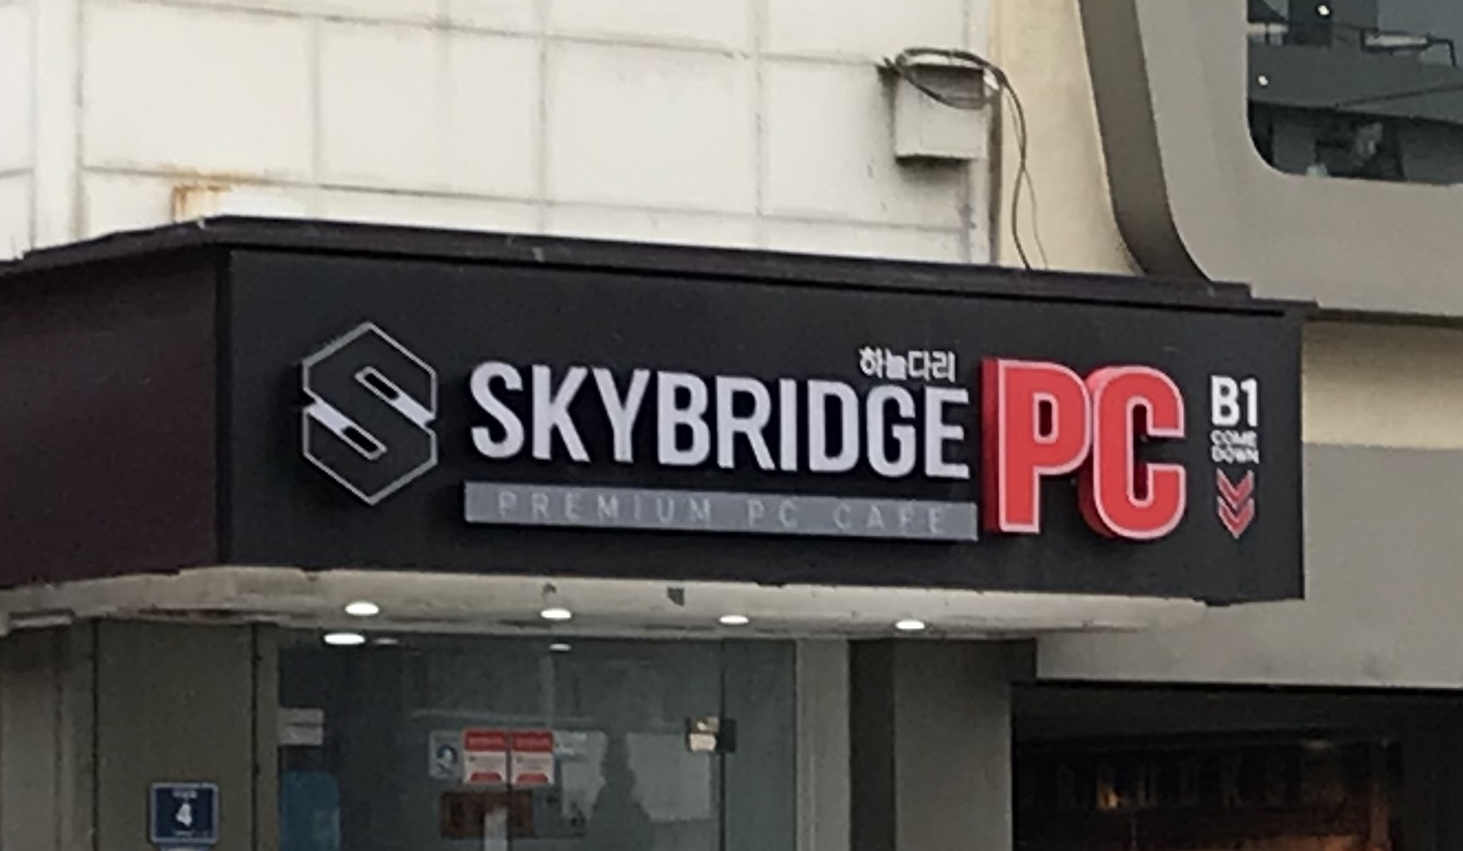 하늘다리
SKYBRIDGE PC
PREMIUM PC CAFE
B1
COME
DOWN
4